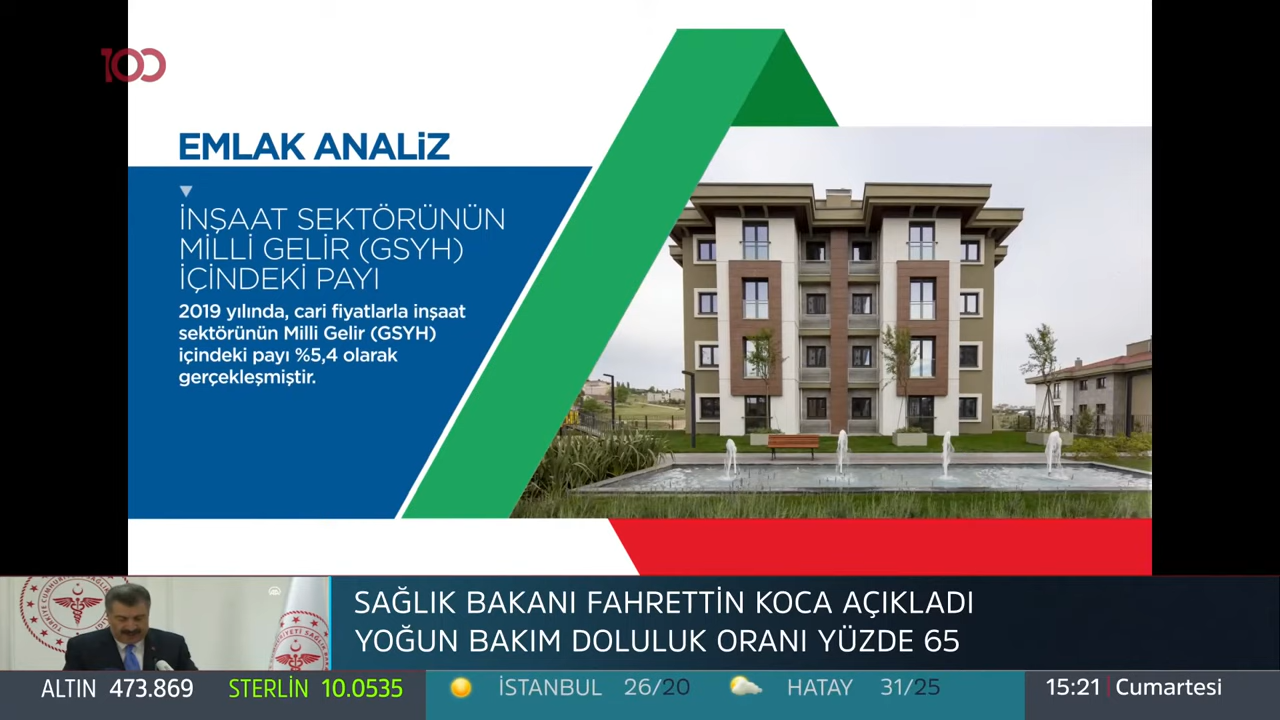 100
EMLAK ANALiZ
İNŞAAT SEKTÖRÜNÜN
MİLLİ GELİR (GSYH)
İÇİNDEKİ PAYI
2019 yılında, cari fiyatlarla inşaat
sektörünün Milli Gelir (GSYH)
içindeki payı %5,4 olarak
gerçekleşmiştir.
SAĞLIK BAKANI FAHRETTİN KOCA AÇIKLADI
YOĞUN BAKIM DOLULUK ORANI YÜZDE 65
ALTIN 473.869 STERLİN 10.0535 İSTANBUL 26/20 HATAY 31/25 15:21 Cumartesi